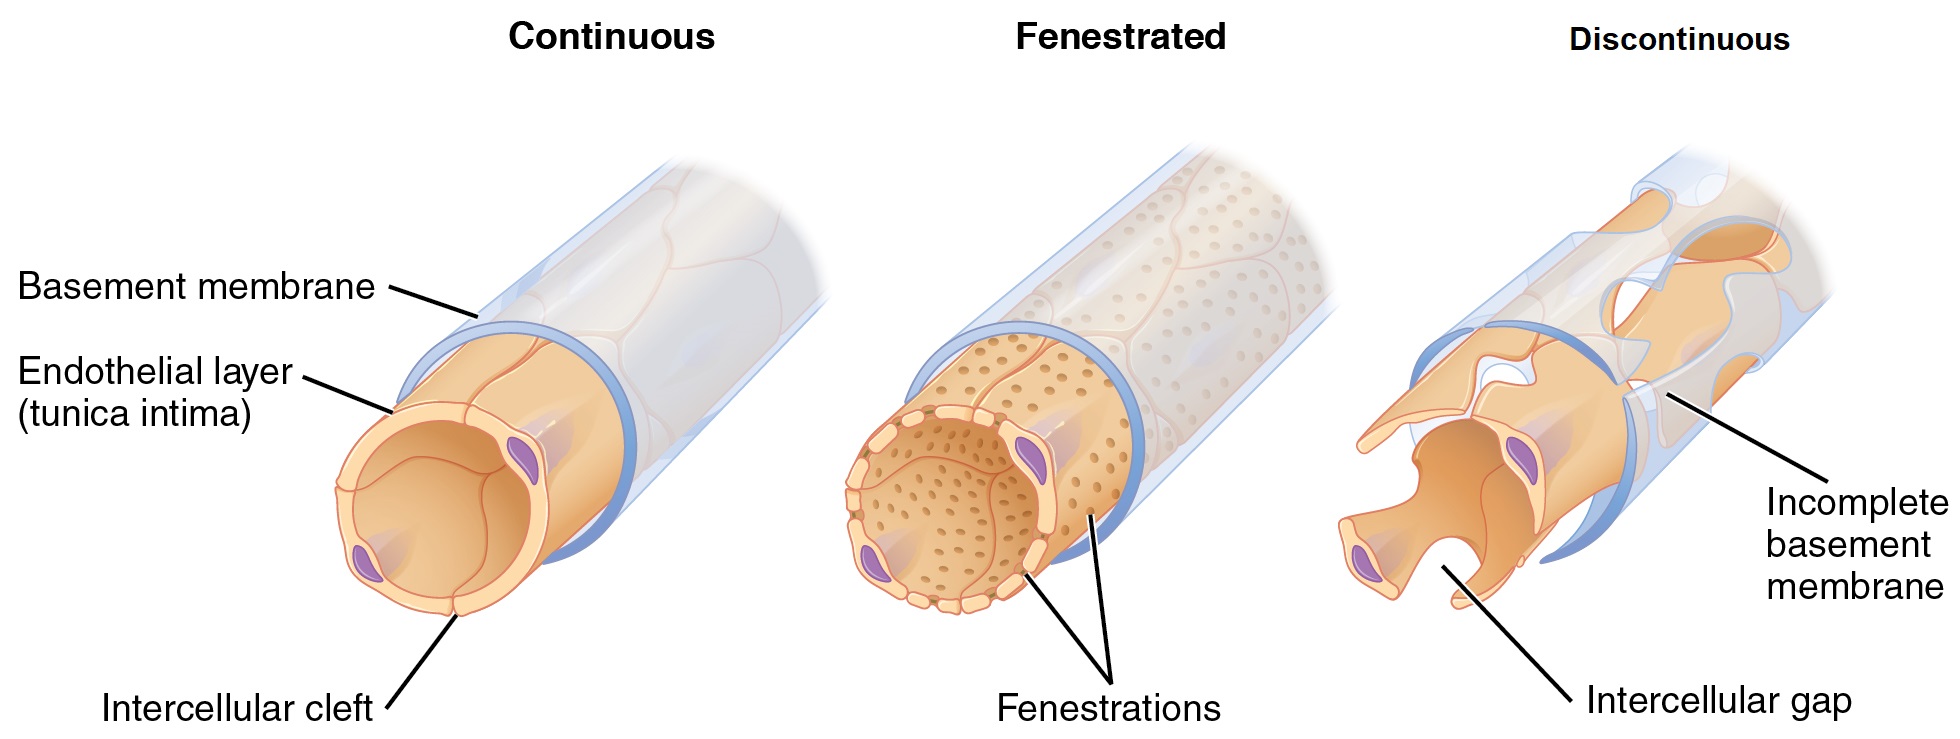 Continuous
Fenestrated
Discontinuous
Basement membrane
Endothelial layer
(tunica intima)
Intercellular cleft
Fenestrations
Incomplete
basement
membrane
Intercellular gap